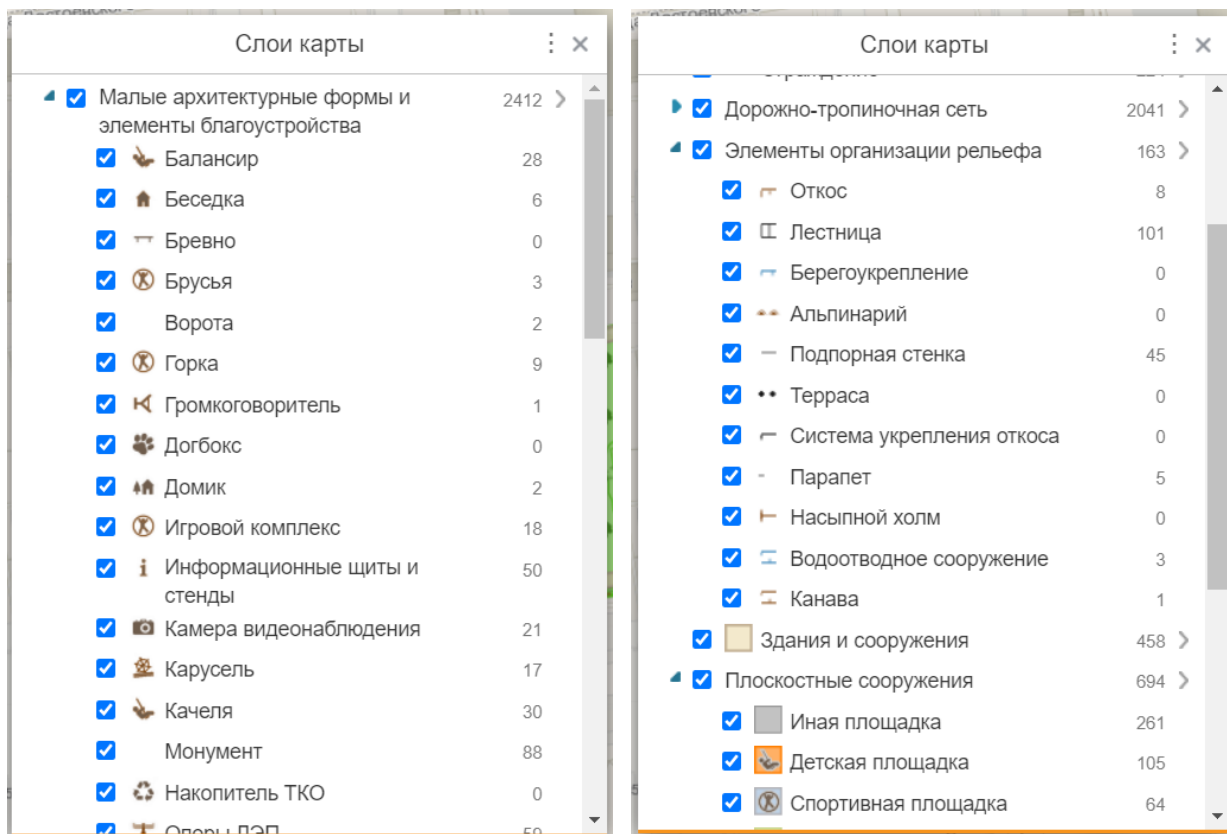 Слои карты
Малые архитектурные формы и 2412
элементы благоустройства
Балансир 28
Беседка 6
Бревно 0
Брусья 3
Ворота 2
Горка 9
Громкоговоритель 1
Догбокс 0
Домик 2
Игровой комплекс 18
Информационные щиты и 50
стенды
Камера видеонаблюдения 21
Карусель 17
Качеля 30
Монумент 88
Накопитель ТКО 0
Опоры ЛЭП 59
Слои карты
Дорожно-тропиночная сеть 2041
Элементы организации рельефа 163
Откос 8
Лестница 101
Берегоукрепление 0
Альпинарий 0
Подпорная стенка 45
Терраса 0
Система укрепления откоса 0
Парапет 5
Насыпной холм 0
Водоотводное сооружение 3
Канава 1
Здания и сооружения 458
Плоскостные сооружения 694
Иная площадка 261
Детская площадка 105
Спортивная площадка 64